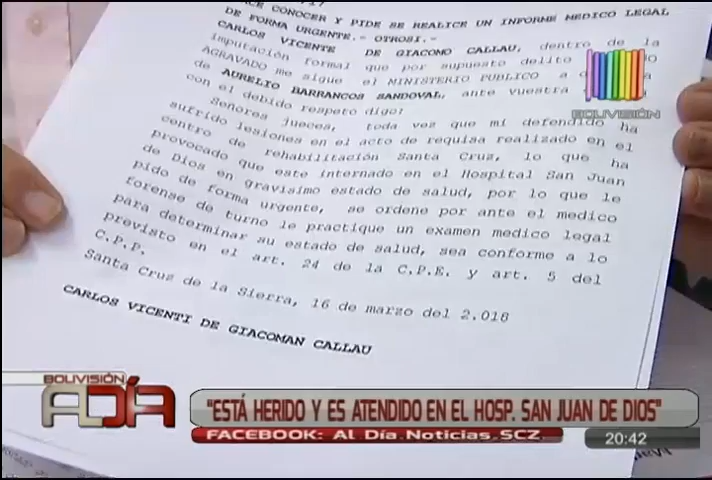 HACE CONOCER Y PIDE SE REALICE UN INFORME MEDICO LEGAL
DE FORMA URGENTE.- OTROSI.-
CARLOS VICENTE DE GIACOMO CALLAU, dentro de la
imputación formal que por supuesto delito
AGRAVADO me sigue el MINISTERIO PUBLICO a
de AURELIO BARRANCOS SANDOVAL, ante vuestra
con el debido respeto digo:
Señores jueces, toda vez que mi defendido ha
sufrido lesiones en el acto de requisa realizado en el
centro de rehabilitación Santa Cruz, lo que ha
provocado que este internado en el Hospital San Juan
de Dios en gravisimo estado de salud, por lo que le
pido de forma urgente, se ordene por ante el medico
forense de turno le practique un examen medico legal
para determinar su estado de salud, sea conforme a lo
previsto en el art. 24 de la C.P.E. y art. 5 del
C.P.P.
Santa Cruz de la Sierra, 16 de marzo del 2.018
CARLOS VICENTI DE GIACOMAN CALLAU
BOLIVISIÓN
BOLIVISIÓN
AL DÍA
"ESTÁ HERIDO Y ES ATENDIDO EN EL HOSP. SAN JUAN DE DIOS"
FACEBOOK: Al Día.Noticias.SCZ.
20:42